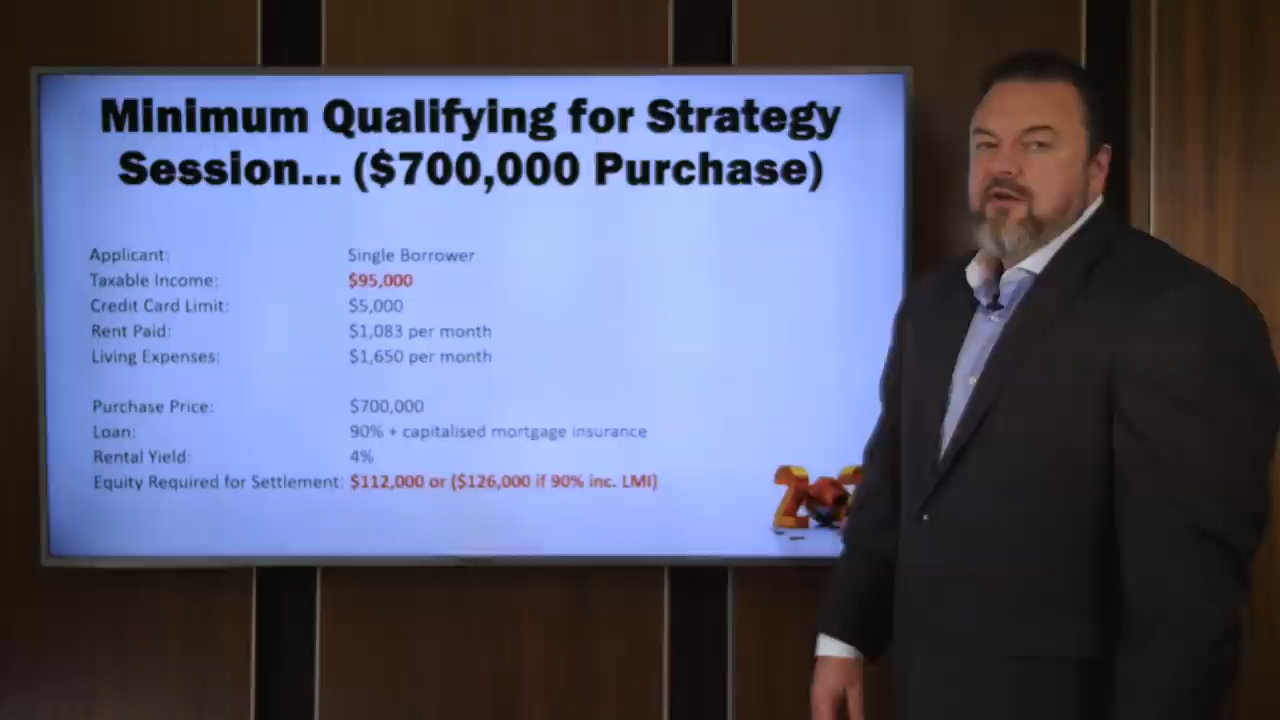 Minimum Qualifying for Strategy
Session... ($700,000 Purchase)
Applicant: Single Borrower
Taxable Income: $95,000
Credit Card Limit: $5,000
Rent Paid: $1,083 per month
Living Expenses: $1,650 per month
Purchase Price: $700,000
Loan: 90% + capitalised mortgage insurance
Rental Yield: 4%
Equity Required for Settlement: $112,000 or ($126,000 if 90% inc. LMI)